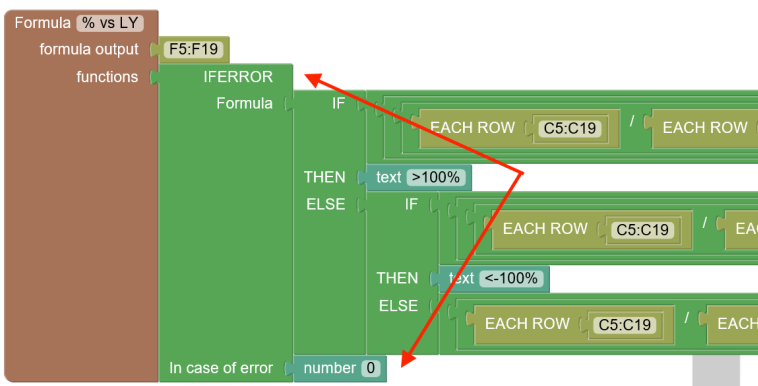 Formula % vs LY
formula output F5:F19
functions IFERROR
Formula IF
EACH ROW C5:C19 / EACH ROW
THEN text >100%
ELSE IF
EACH ROW C5:C19 / EA
THEN text <-100%
ELSE
EACH ROW C5:C19 / EACH
In case of error number 0